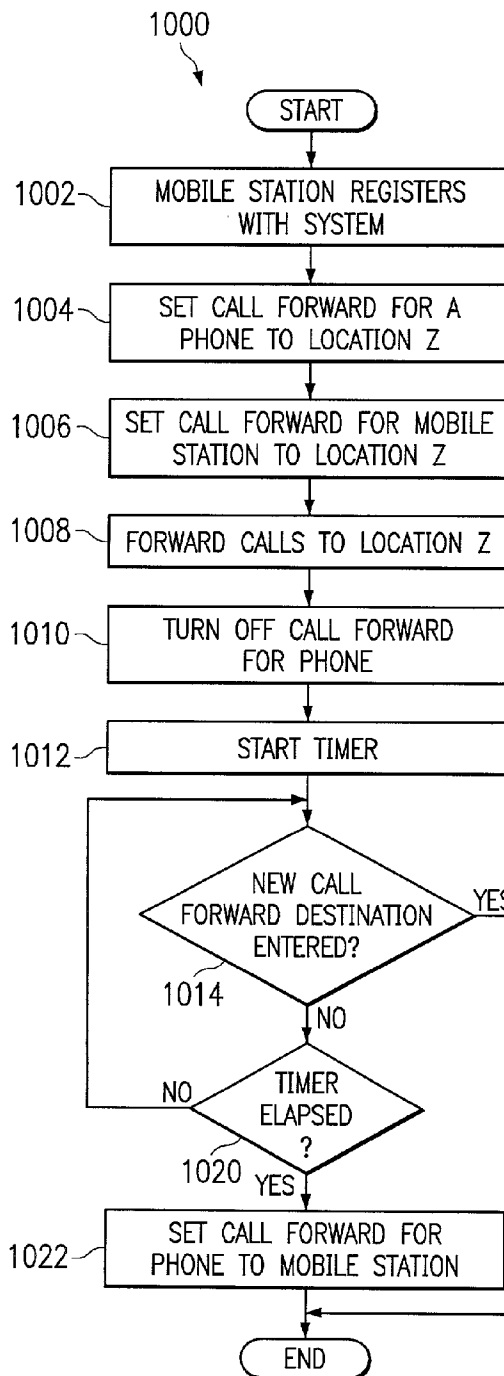 1000
START
1002
MOBILE STATION REGISTERS
WITH SYSTEM
1004
SET CALL FORWARD FOR A
PHONE TO LOCATION Z
1006
SET CALL FORWARD FOR MOBILE
STATION TO LOCATION Z
1008
FORWARD CALLS TO LOCATION Z
1010
TURN OFF CALL FORWARD
FOR PHONE
1012
START TIMER
NEW CALL
FORWARD DESTINATION
ENTERED?
YES
1014
NO
TIMER
ELAPSED
?
NO
1020
YES
1022
SET CALL FORWARD FOR
PHONE TO MOBILE STATION
END